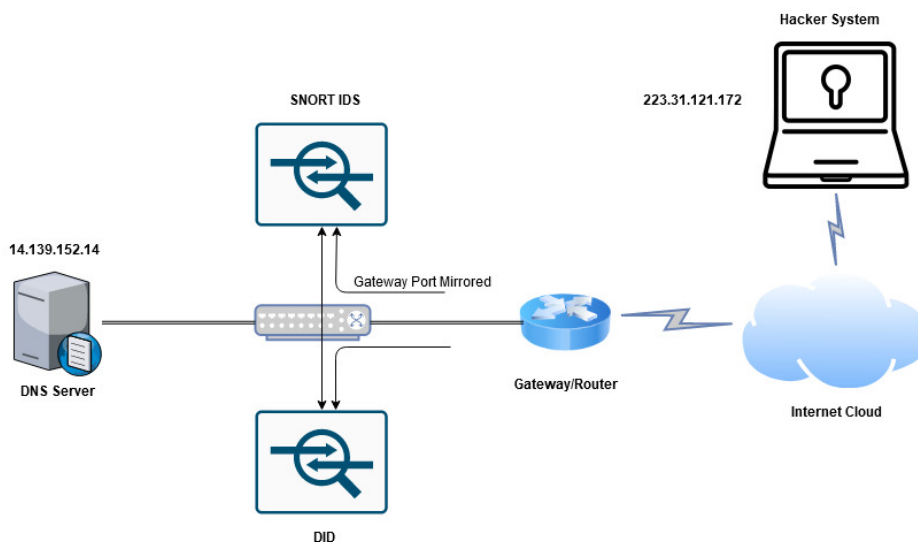 Hacker System
223.31.121.172
SNORT IDS
14.139.152.14
Gateway Port Mirrored
DNS Server
Gateway/Router
Internet Cloud
DID